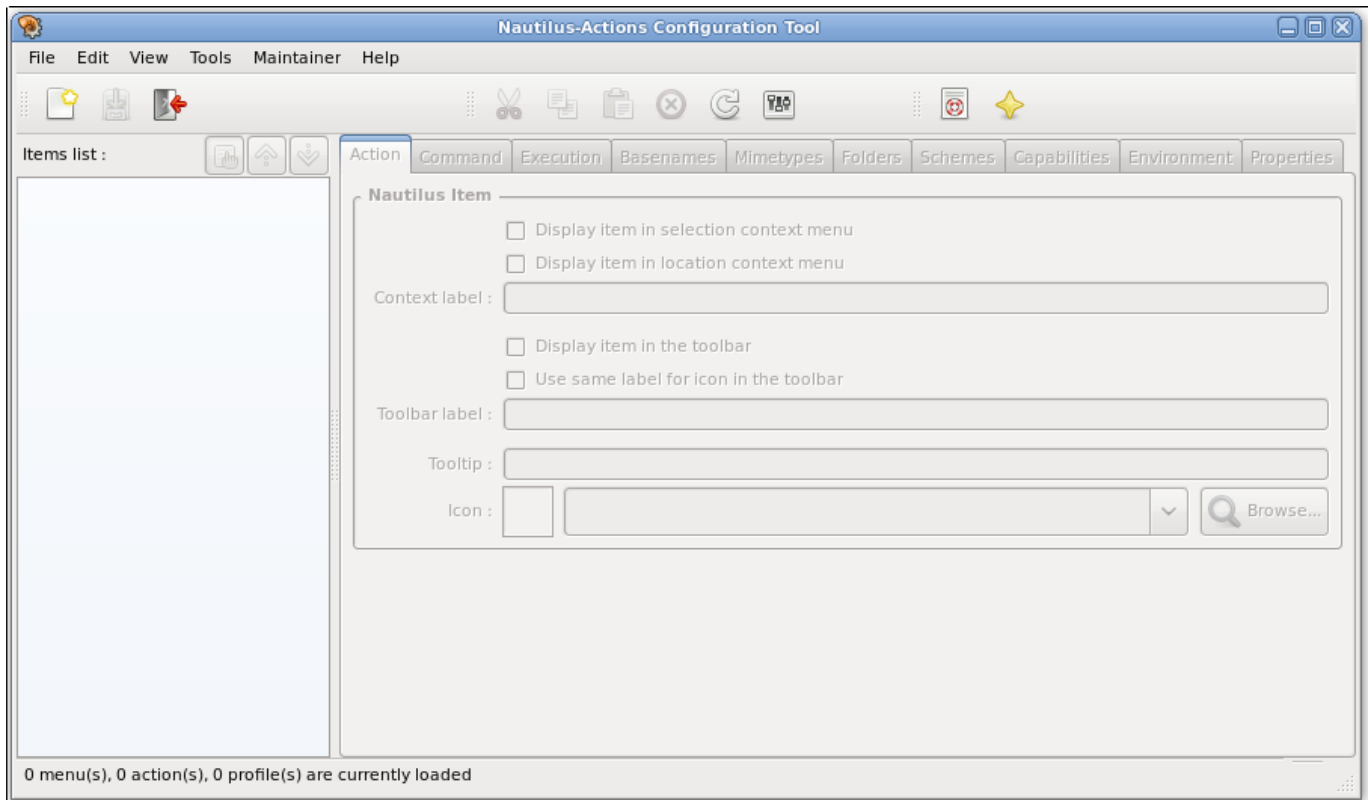 Nautilus-Actions Configuration Tool
File Edit View Tools Maintainer Help
Items list :
Action Command Execution Basenames Mimetypes Folders Schemes Capabilities Environment Properties
Nautilus Item
Display item in selection context menu
Display item in location context menu
Context label :
Display item in the toolbar
Use same label for icon in the toolbar
Toolbar label :
Tooltip :
Icon :
Browse...
0 menu(s), 0 action(s), 0 profile(s) are currently loaded